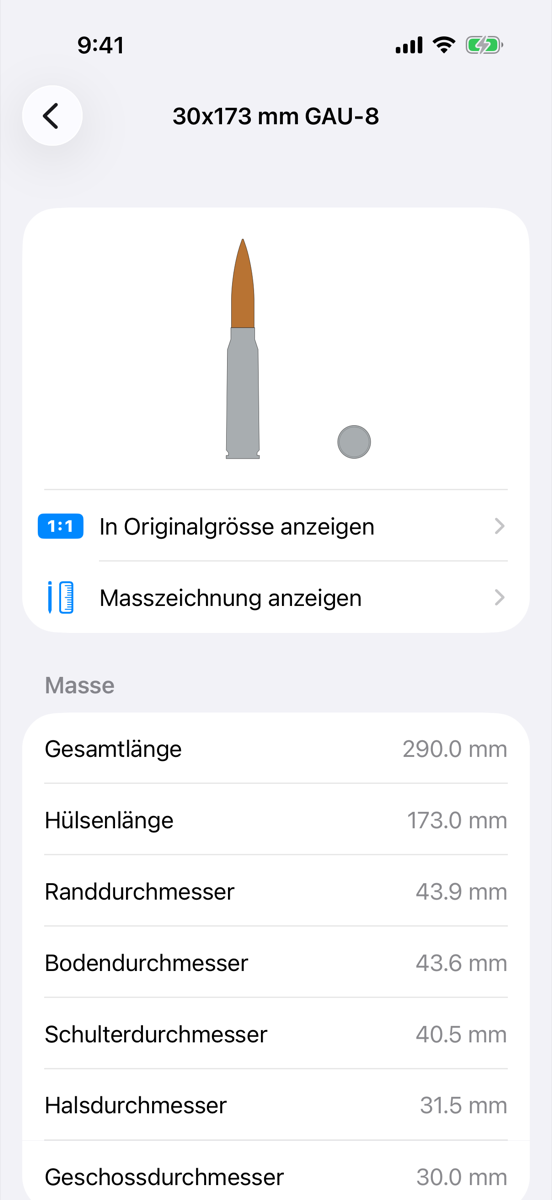 9:41
30x173 mm GAU-8
1:1 In Originalgrösse anzeigen
Masszeichnung anzeigen
Masse
Gesamtlänge 290.0 mm
Hülsenlänge 173.0 mm
Randdurchmesser 43.9 mm
Bodendurchmesser 43.6 mm
Schulterdurchmesser 40.5 mm
Halsdurchmesser 31.5 mm
Geschossdurchmesser 30.0 mm